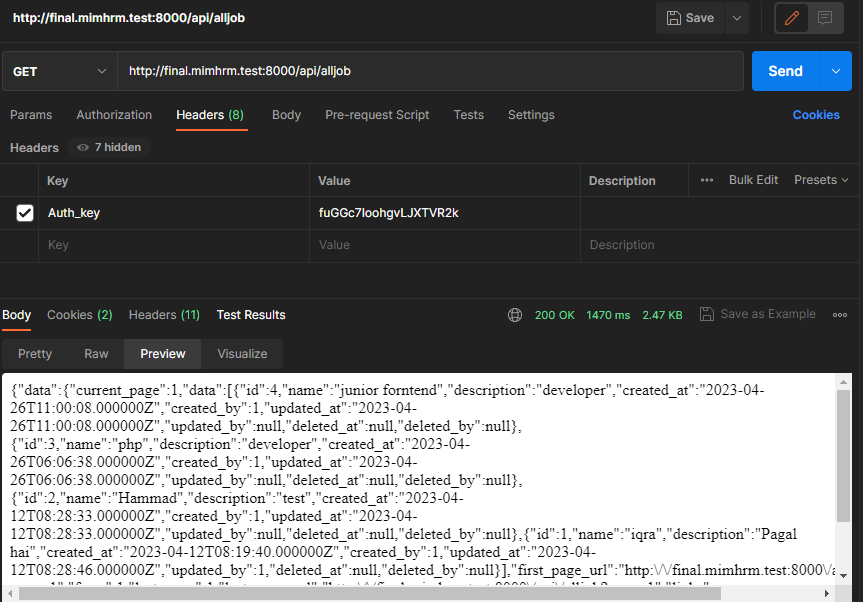 http://final.mimhrm.test:8000/api/alljob
Save
GET
http://final.mimhrm.test:8000/api/alljob
Send
Params Authorization Headers (8) Body Pre-request Script Tests Settings Cookies
Headers 7 hidden
Key Value Description ••• Bulk Edit Presets
Auth_key fuGGc7loohgvLJXTVR2k
Key Value Description
Body Cookies (2) Headers (11) Test Results 200 OK 1470 ms 2.47 KB Save as Example •••
Pretty Raw Preview Visualize
{"data":{"current_page":1,"data":[{"id":4,"name":"junior forntend","description":"developer","created_at":"2023-04-
26T11:00:08.000000Z","created_by":1,"updated_at":"2023-04-
26T11:00:08.000000Z","updated_by":null,"deleted_at":null,"deleted_by":null},
{"id":3,"name":"php","description":"developer","created_at":"2023-04-
26T06:06:38.000000Z","created_by":1,"updated_at":"2023-04-
26T06:06:38.000000Z","updated_by":null,"deleted_at":null,"deleted_by":null},
{"id":2,"name":"Hammad","description":"test","created_at":"2023-04-
12T08:28:33.000000Z","created_by":1,"updated_at":"2023-04-
12T08:28:33.000000Z","updated_by":null,"deleted_at":null,"deleted_by":null},{"id":1,"name":"iqra","description":"Pagal
hai","created_at":"2023-04-12T08:19:40.000000Z","created_by":1,"updated_at":"2023-04-
12T08:28:46.000000Z","updated_by":1,"deleted_at":null,"deleted_by":null}],"first_page_url":"http:\/\/final.mimhrm.test:8000\/a